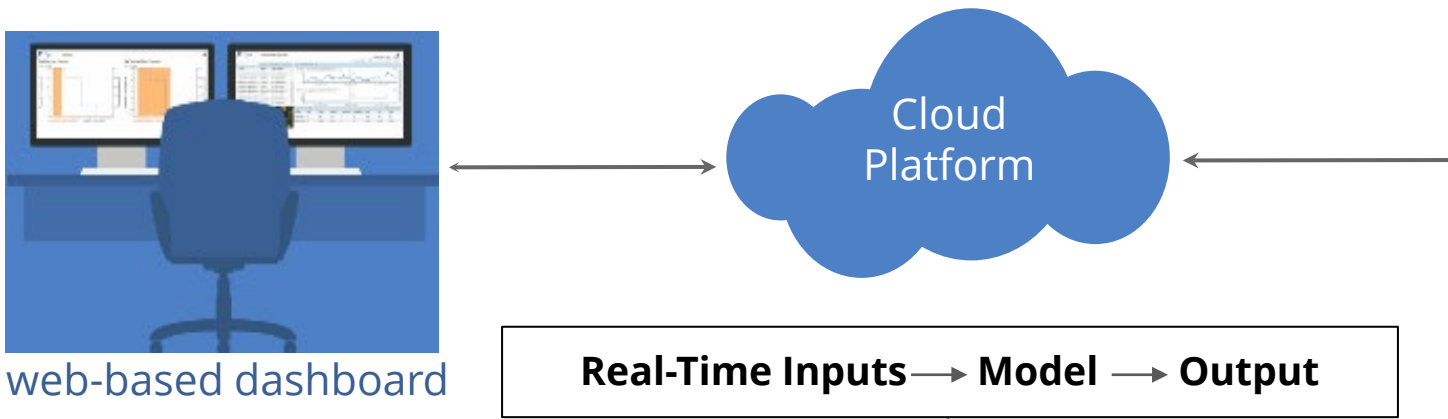 Cloud
Platform
web-based dashboard
Real-Time Inputs → Model → Output